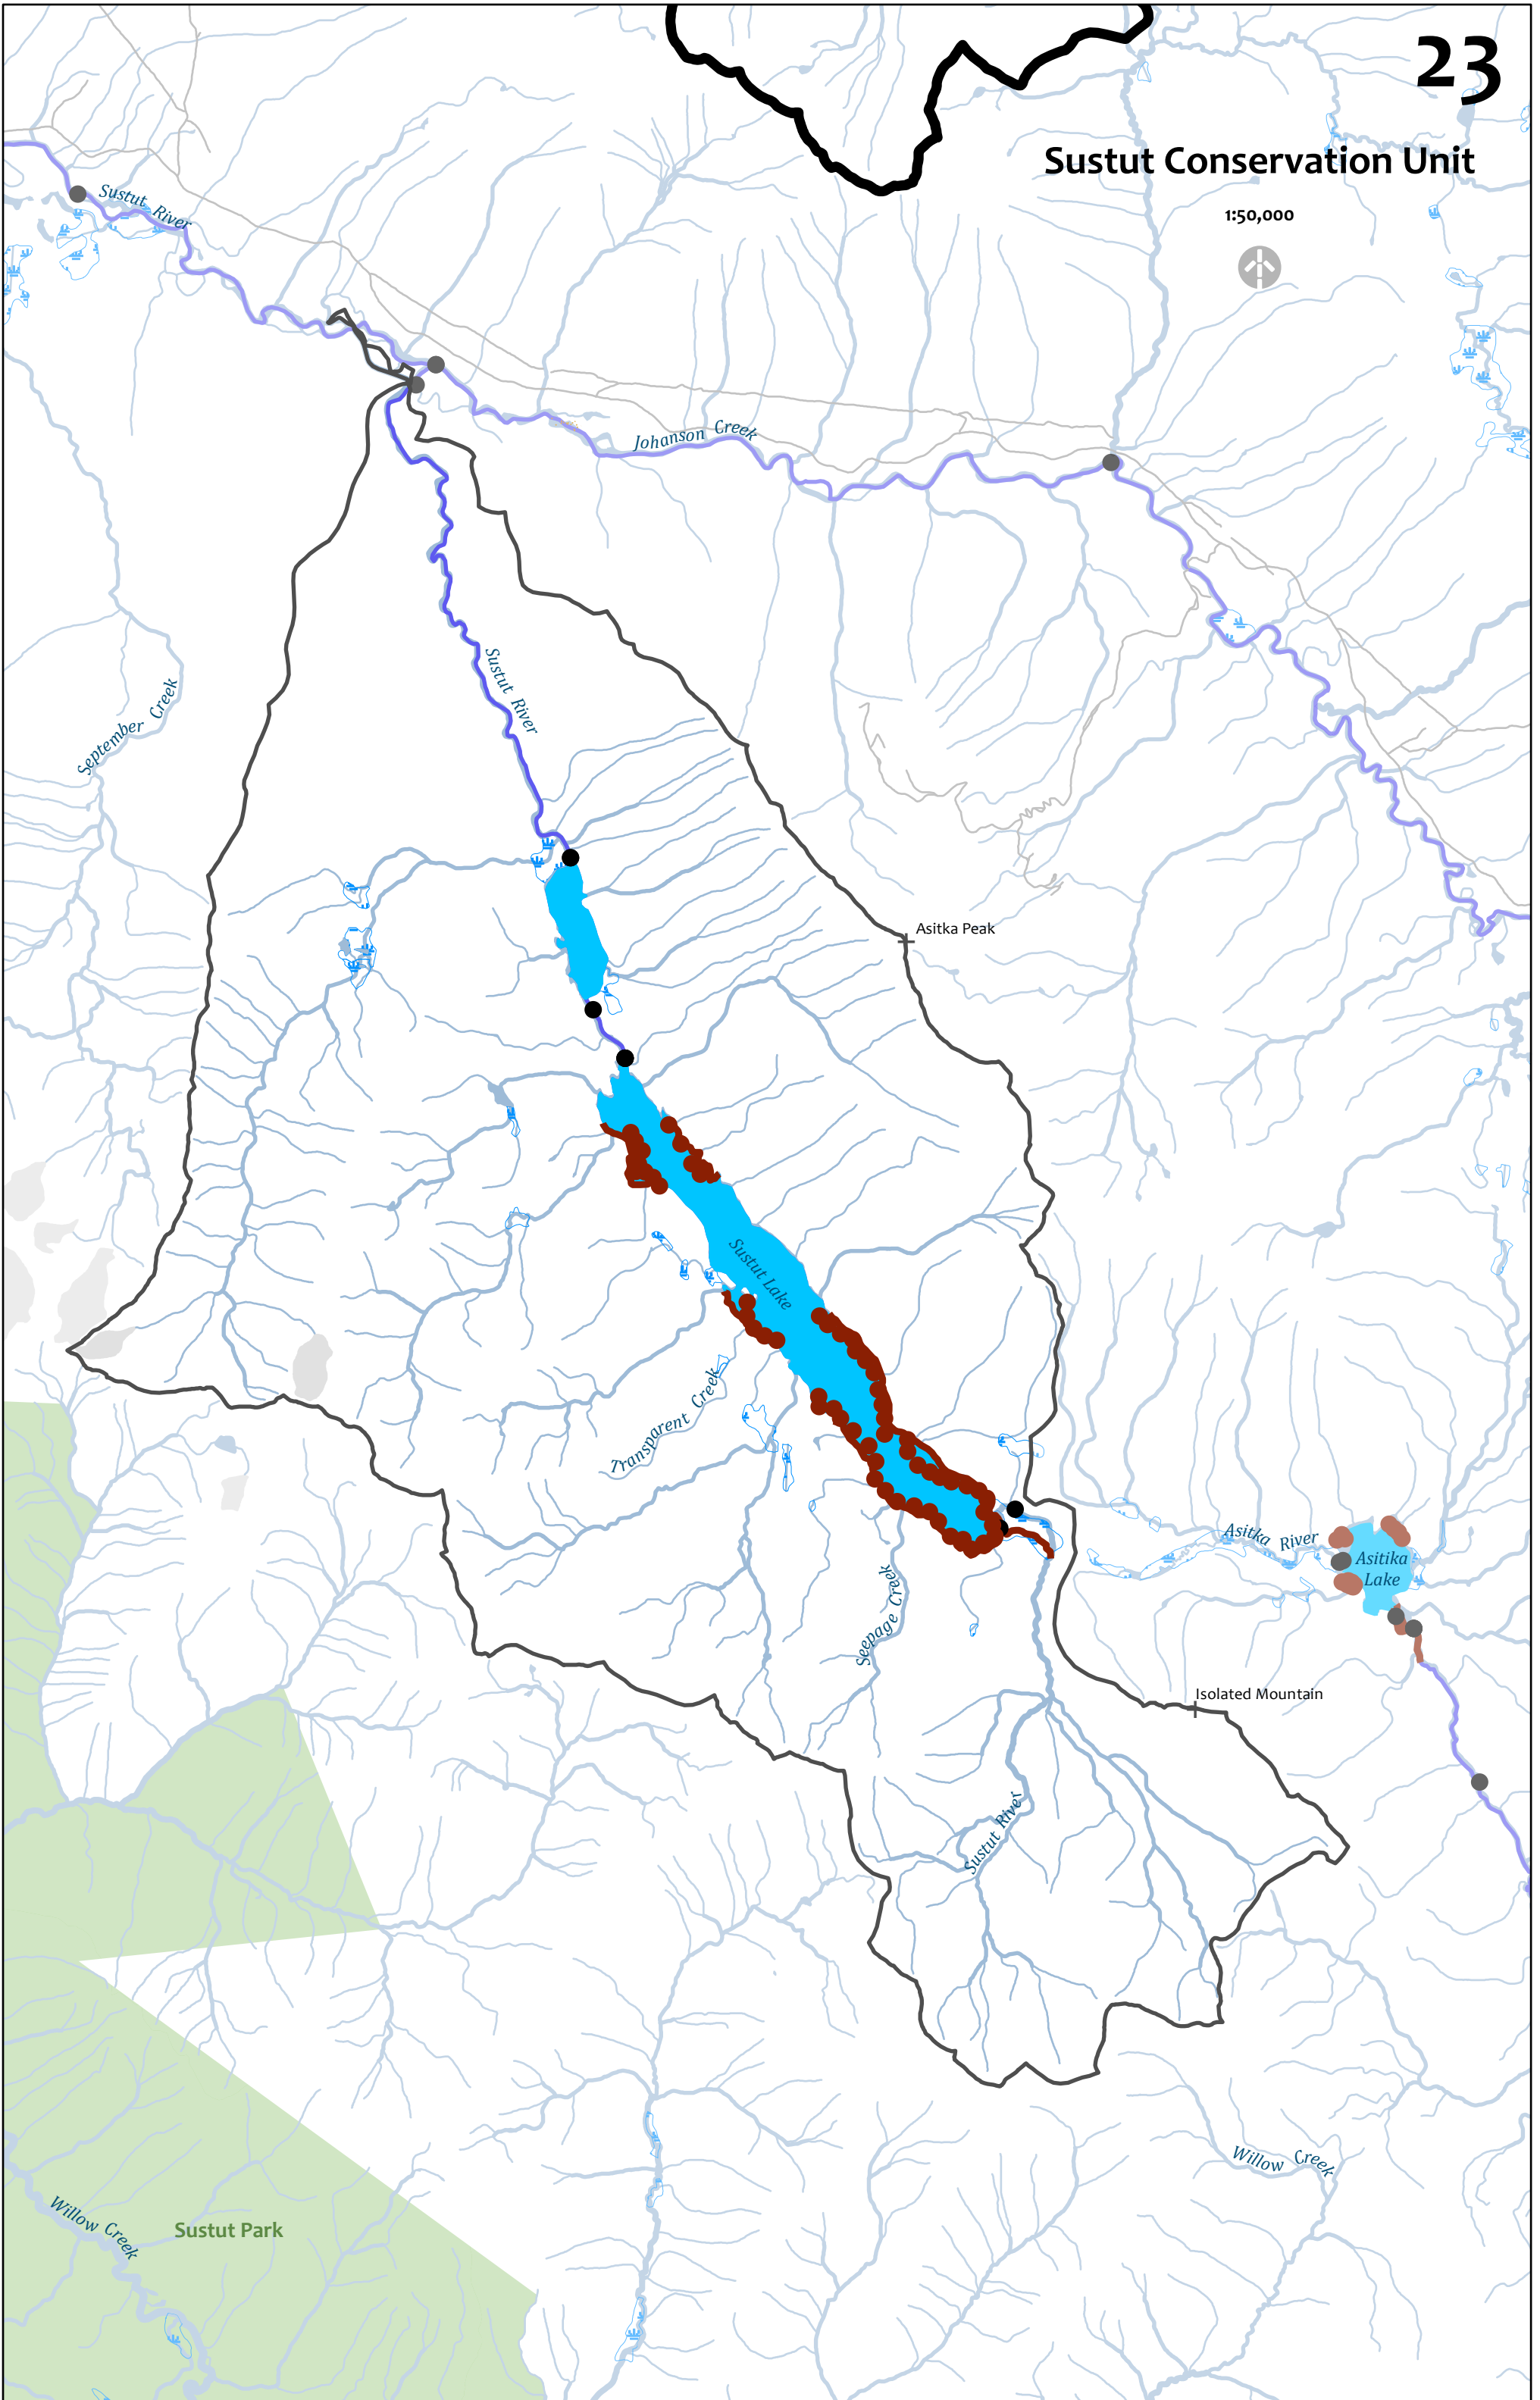 23
Sustut Conservation Unit
1:50,000
Sustut River
Johanson Creek
September Creek
Sustut River
Asitka Peak
Sustut Lake
Transparent Creek
Seepage Creek
Asitka River
Asitika
Lake
Isolated Mountain
Sustut River
Willow Creek
Willow Creek
Sustut Park